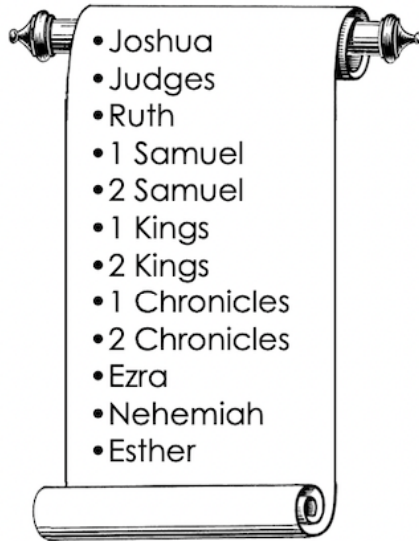 •Joshua
•Judges
•Ruth
•1 Samuel
•2 Samuel
•1 Kings
•2 Kings
•1 Chronicles
•2 Chronicles
•Ezra
•Nehemiah
•Esther